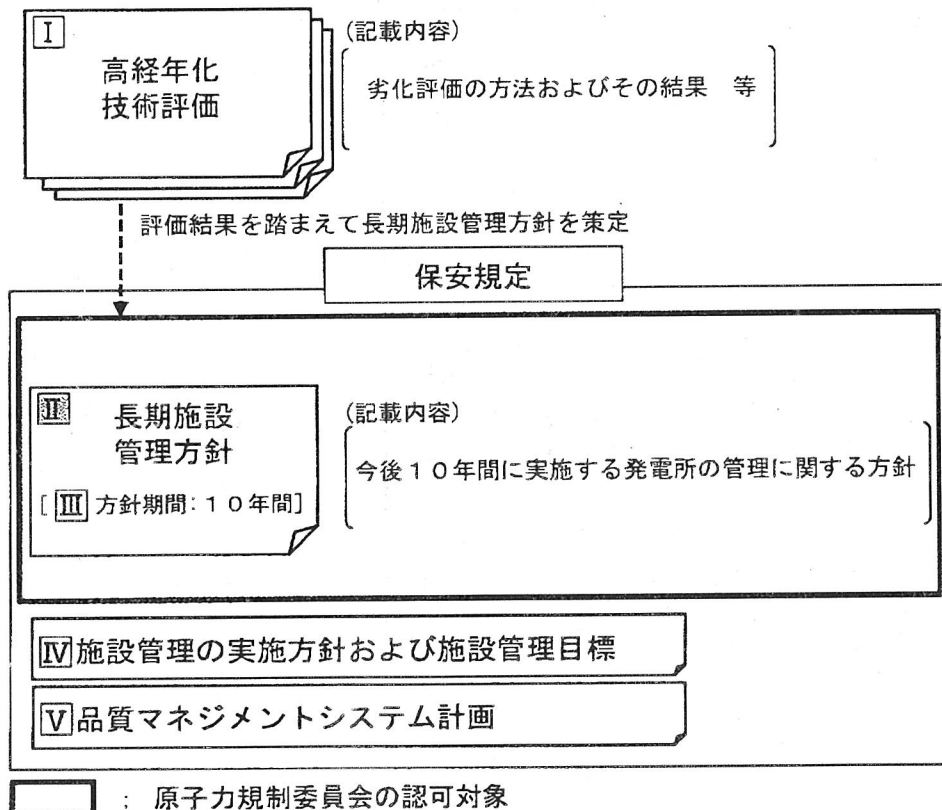 Ⅰ
(記載内容)
高経年化
技術評価
劣化評価の方法およびその結果 等
評価結果を踏まえて長期施設管理方針を策定
保安規定
Ⅱ
長期施設
管理方針
[Ⅲ方針期間:10年間]
(記載内容)
今後10年間に実施する発電所の管理に関する方針
Ⅳ施設管理の実施方針および施設管理目標
Ⅴ品質マネジメントシステム計画
; 原子力規制委員会の認可対象